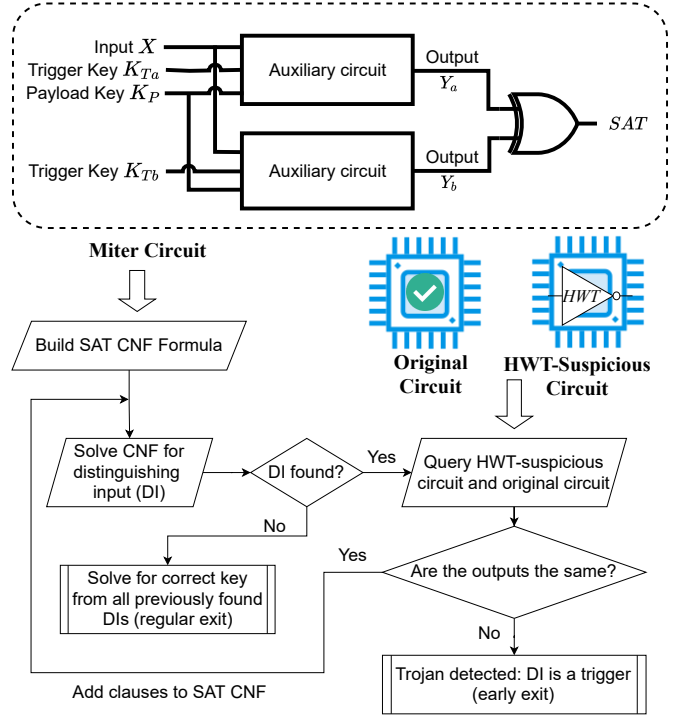 Input X
Trigger Key K_Ta
Payload Key K_P
Auxiliary circuit
Output
Y_a
SAT
Trigger Key K_Tb
Auxiliary circuit
Output
Y_b
Miter Circuit
HWT
Original
Circuit
HWT-Suspicious
Circuit
Build SAT CNF Formula
Solve CNF for
distinguishing
input (DI)
DI found?
Yes
Query HWT-suspicious
circuit and original circuit
No
Solve for correct key
from all previously found
DIs (regular exit)
Yes
Are the outputs the same?
No
Trojan detected: DI is a trigger
(early exit)
Add clauses to SAT CNF